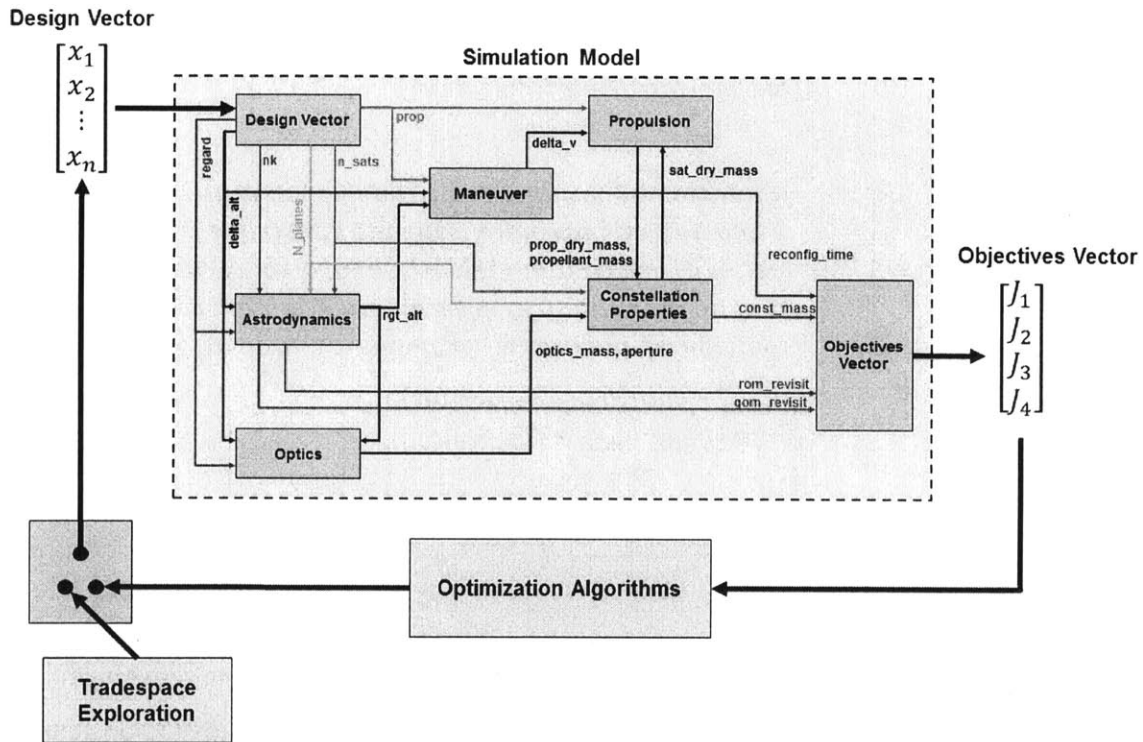 Design Vector
x1
x2
⋮
xn
Simulation Model
Design Vector
prop
Propulsion
regard
nk
n_sats
delta_v
sat_dry_mass
Maneuver
delta_alt
N_planes
prop_dry_mass,
propellant_mass
reconfig_time
Objectives Vector
Astrodynamics
rgt_alt
Constellation
Properties
const_mass
J1
J2
J3
J4
optics_mass, aperture
Objectives
Vector
rom_revisit
gom_revisit
Optics
Optimization Algorithms
Tradespace
Exploration